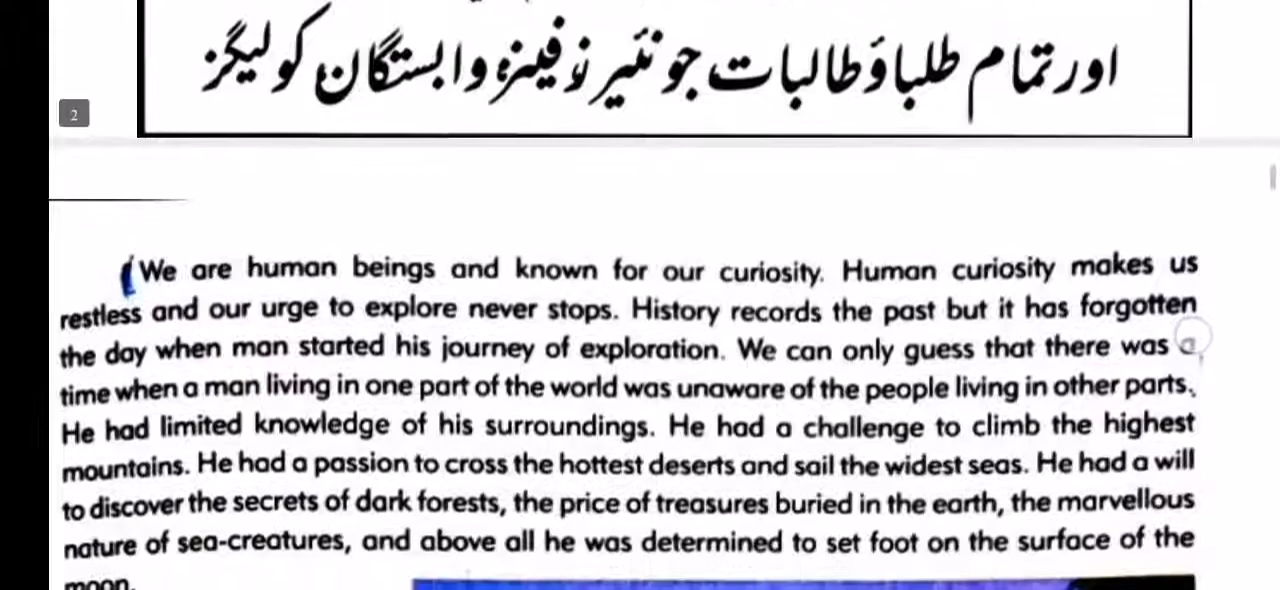 اور تمام طلباؤطالبات جونئیرز فینز وابستگان کولیگز
2
We are human beings and known for our curiosity. Human curiosity makes us
restless and our urge to explore never stops. History records the past but it has forgotten
the day when man started his journey of exploration. We can only guess that there was a
time when a man living in one part of the world was unaware of the people living in other parts.
He had limited knowledge of his surroundings. He had a challenge to climb the highest
mountains. He had a passion to cross the hottest deserts and sail the widest seas. He had a will
to discover the secrets of dark forests, the price of treasures buried in the earth, the marvellous
nature of sea-creatures, and above all he was determined to set foot on the surface of the
moon.